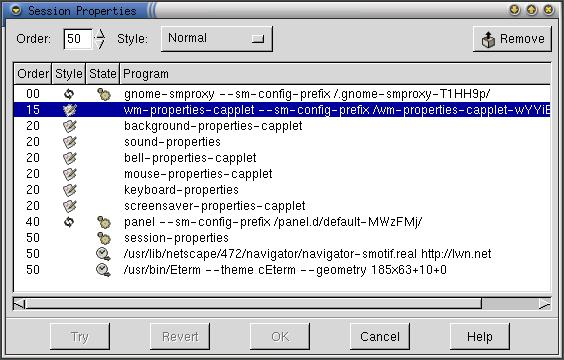 Session Properties
Order: 50 Style: Normal Remove
Order Style State Program
00 gnome-smproxy --sm-config-prefix /.gnome-smproxy-T1HH9p/
15 wm-properties-capplet --sm-config-prefix /wm-properties-capplet-wYYiE
20 background-properties-capplet
20 sound-properties
20 bell-properties-capplet
20 mouse-properties-capplet
20 keyboard-properties
20 screensaver-properties-capplet
40 panel --sm-config-prefix /panel.d/default-MWzFMj/
50 session-properties
50 /usr/lib/netscape/472/navigator/navigator-smotif.real http://lwn.net
50 /usr/bin/Eterm --theme cEterm --geometry 185x63+10+0
Try Revert OK Cancel Help